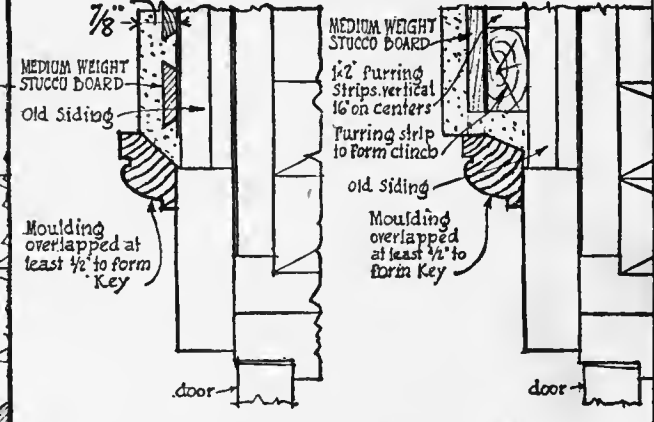 7/8"
MEDIUM WEIGHT
STUCCO BOARD
Old Siding
Moulding
overlapped at
least 1/2" to form
Key
door
MEDIUM WEIGHT
STUCCO BOARD
1"x2" furring
Strips vertical
16" on centers
Furring strip
to form clinch
old Siding
Moulding
overlapped
at least 1/2" to
form Key
door